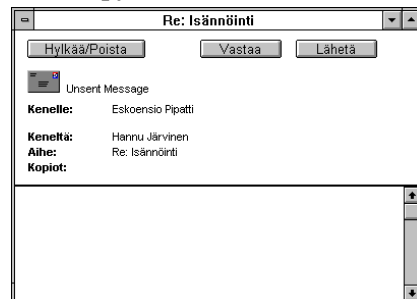 Re: Isännöinti
Hylkää/Poista Vastaa Lähetä
Unsent Message
Kenelle: Eskoensio Pipatti
Keneltä: Hannu Järvinen
Aihe: Re: Isännöinti
Kopiot: